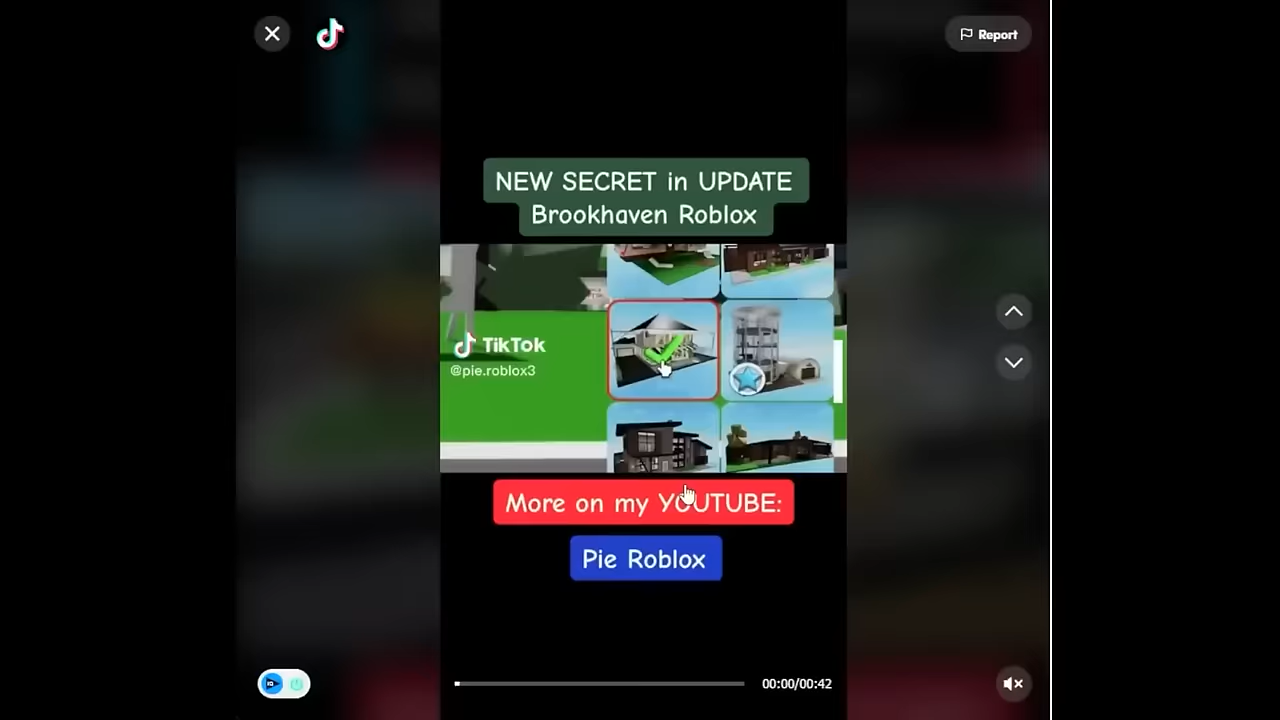 Report
NEW SECRET in UPDATE
Brookhaven Roblox
TikTok
@pie.roblox3
More on my YOUTUBE:
Pie Roblox
00:00/00:42